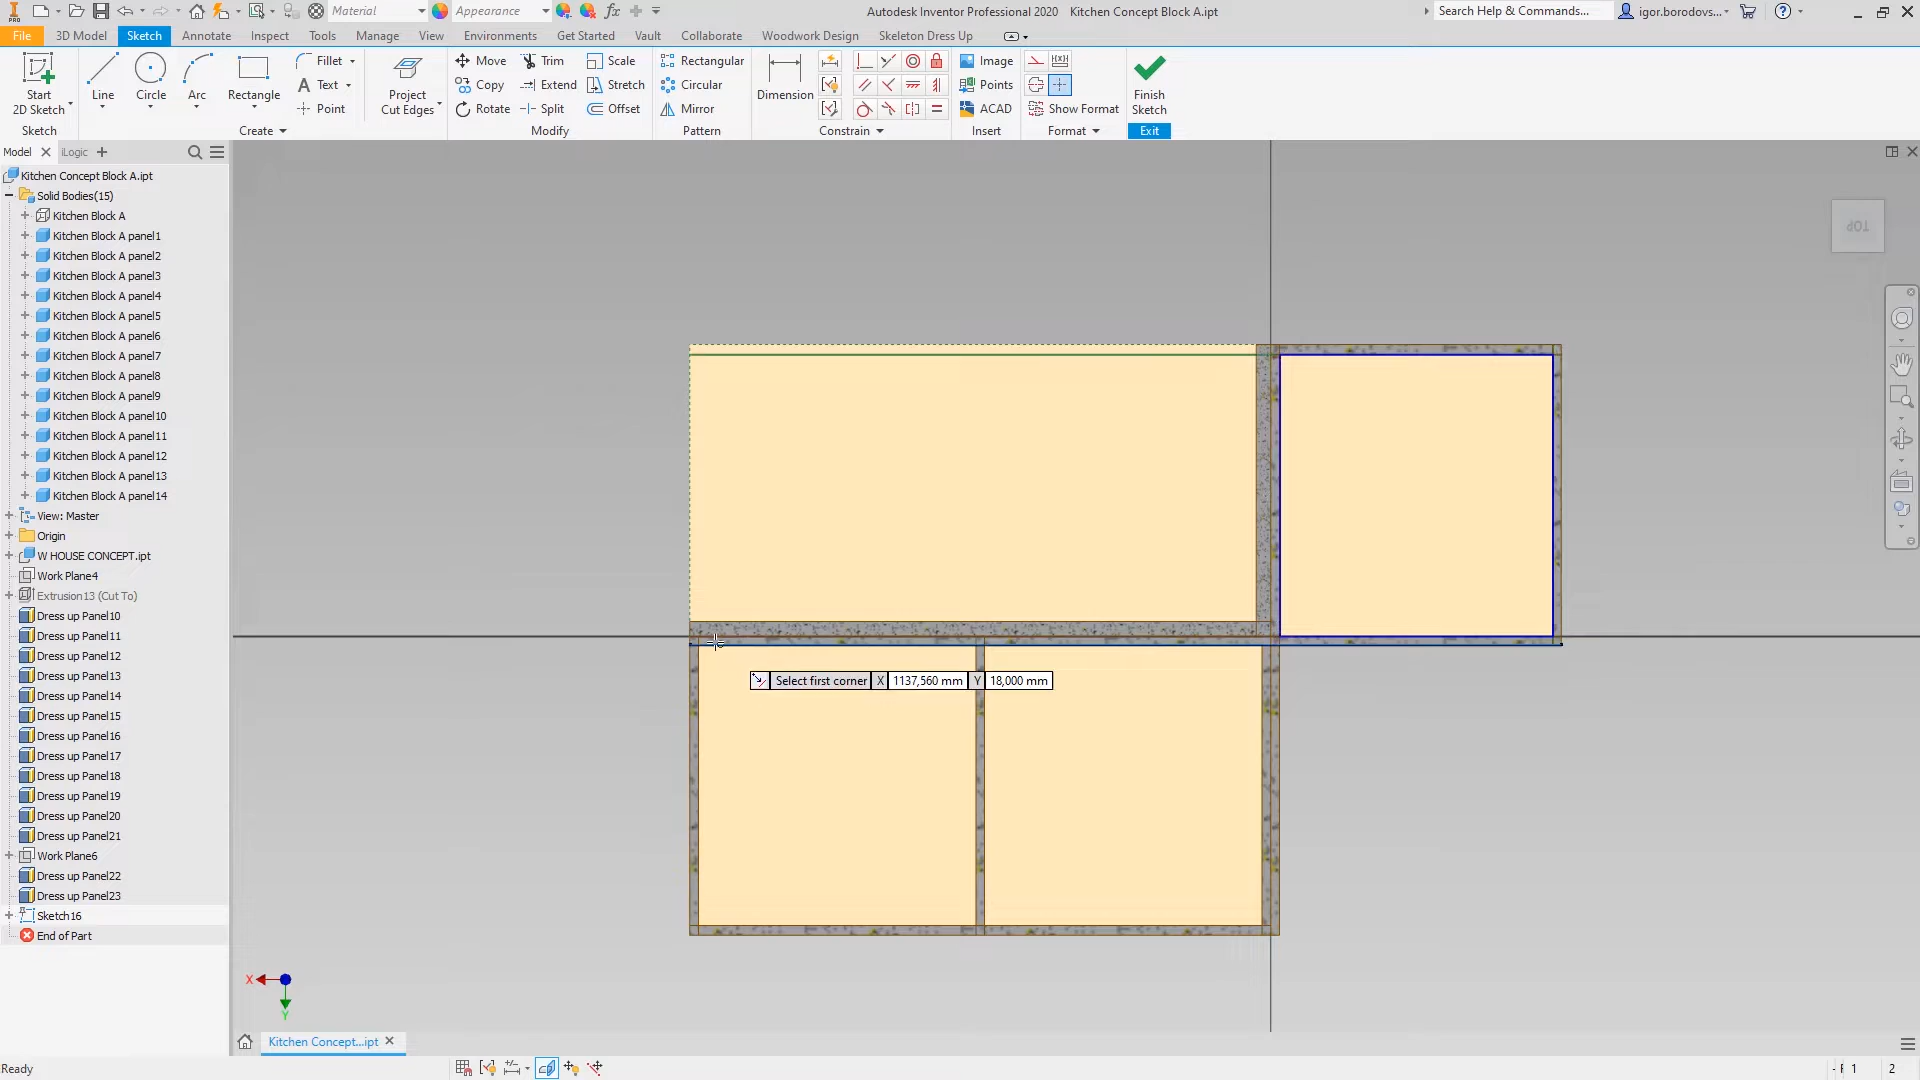 Material
Appearance
Autodesk Inventor Professional 2020 Kitchen Concept Block A.ipt
Search Help & Commands...
igor.borodovs...
PRO
File
3D Model
Sketch
Annotate
Inspect
Tools
Manage
View
Environments
Get Started
Vault
Collaborate
Woodwork Design
Skeleton Dress Up
Start
2D Sketch
Line
Circle
Arc
Rectangle
Fillet
Text
Point
Project
Cut Edges
Move
Copy
Rotate
Trim
Extend
Split
Scale
Stretch
Offset
Rectangular
Circular
Mirror
Dimension
Image
Points
ACAD
Show Format
Finish
Sketch
Sketch
Create
Modify
Pattern
Constrain
Insert
Format
Exit
Model
iLogic
Kitchen Concept Block A.ipt
Solid Bodies(15)
Kitchen Block A
Kitchen Block A panel1
Kitchen Block A panel2
Kitchen Block A panel3
Kitchen Block A panel4
Kitchen Block A panel5
Kitchen Block A panel6
Kitchen Block A panel7
Kitchen Block A panel8
Kitchen Block A panel9
Kitchen Block A panel10
Kitchen Block A panel11
Kitchen Block A panel12
Kitchen Block A panel13
Kitchen Block A panel14
View: Master
Origin
W HOUSE CONCEPT.ipt
Work Plane4
Extrusion13 (Cut To)
Dress up Panel10
Dress up Panel11
Dress up Panel12
Dress up Panel13
Dress up Panel14
Dress up Panel15
Dress up Panel16
Dress up Panel17
Dress up Panel18
Dress up Panel19
Dress up Panel20
Dress up Panel21
Work Plane6
Dress up Panel22
Dress up Panel23
Sketch16
End of Part
TOP
Select first corner X 1137,560 mm Y 18,000 mm
X
Y
Kitchen Concept...ipt
Ready
1 2